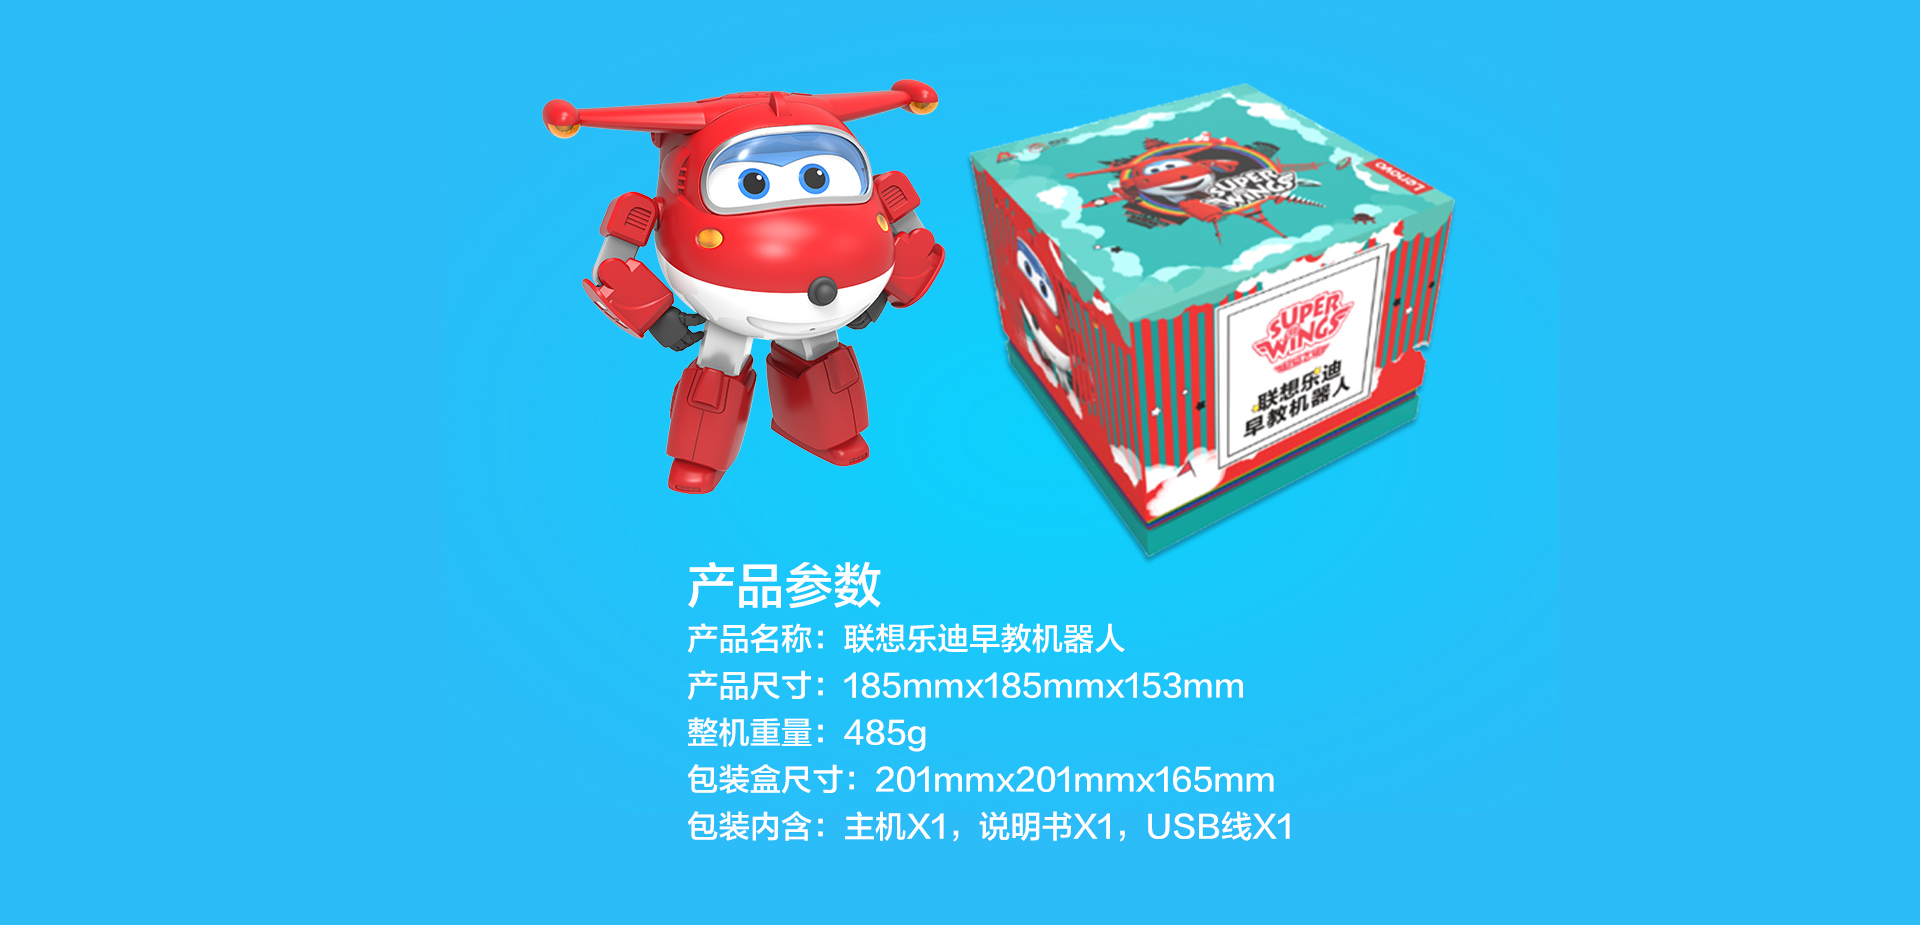 SUPER
WINGS
Lenovo
SUPER
WINGS
联想乐迪
早教机器人
产品参数
产品名称：联想乐迪早教机器人
产品尺寸：185mmx185mmx153mm
整机重量：485g
包装盒尺寸：201mmx201mmx165mm
包装内含：主机X1，说明书X1，USB线X1